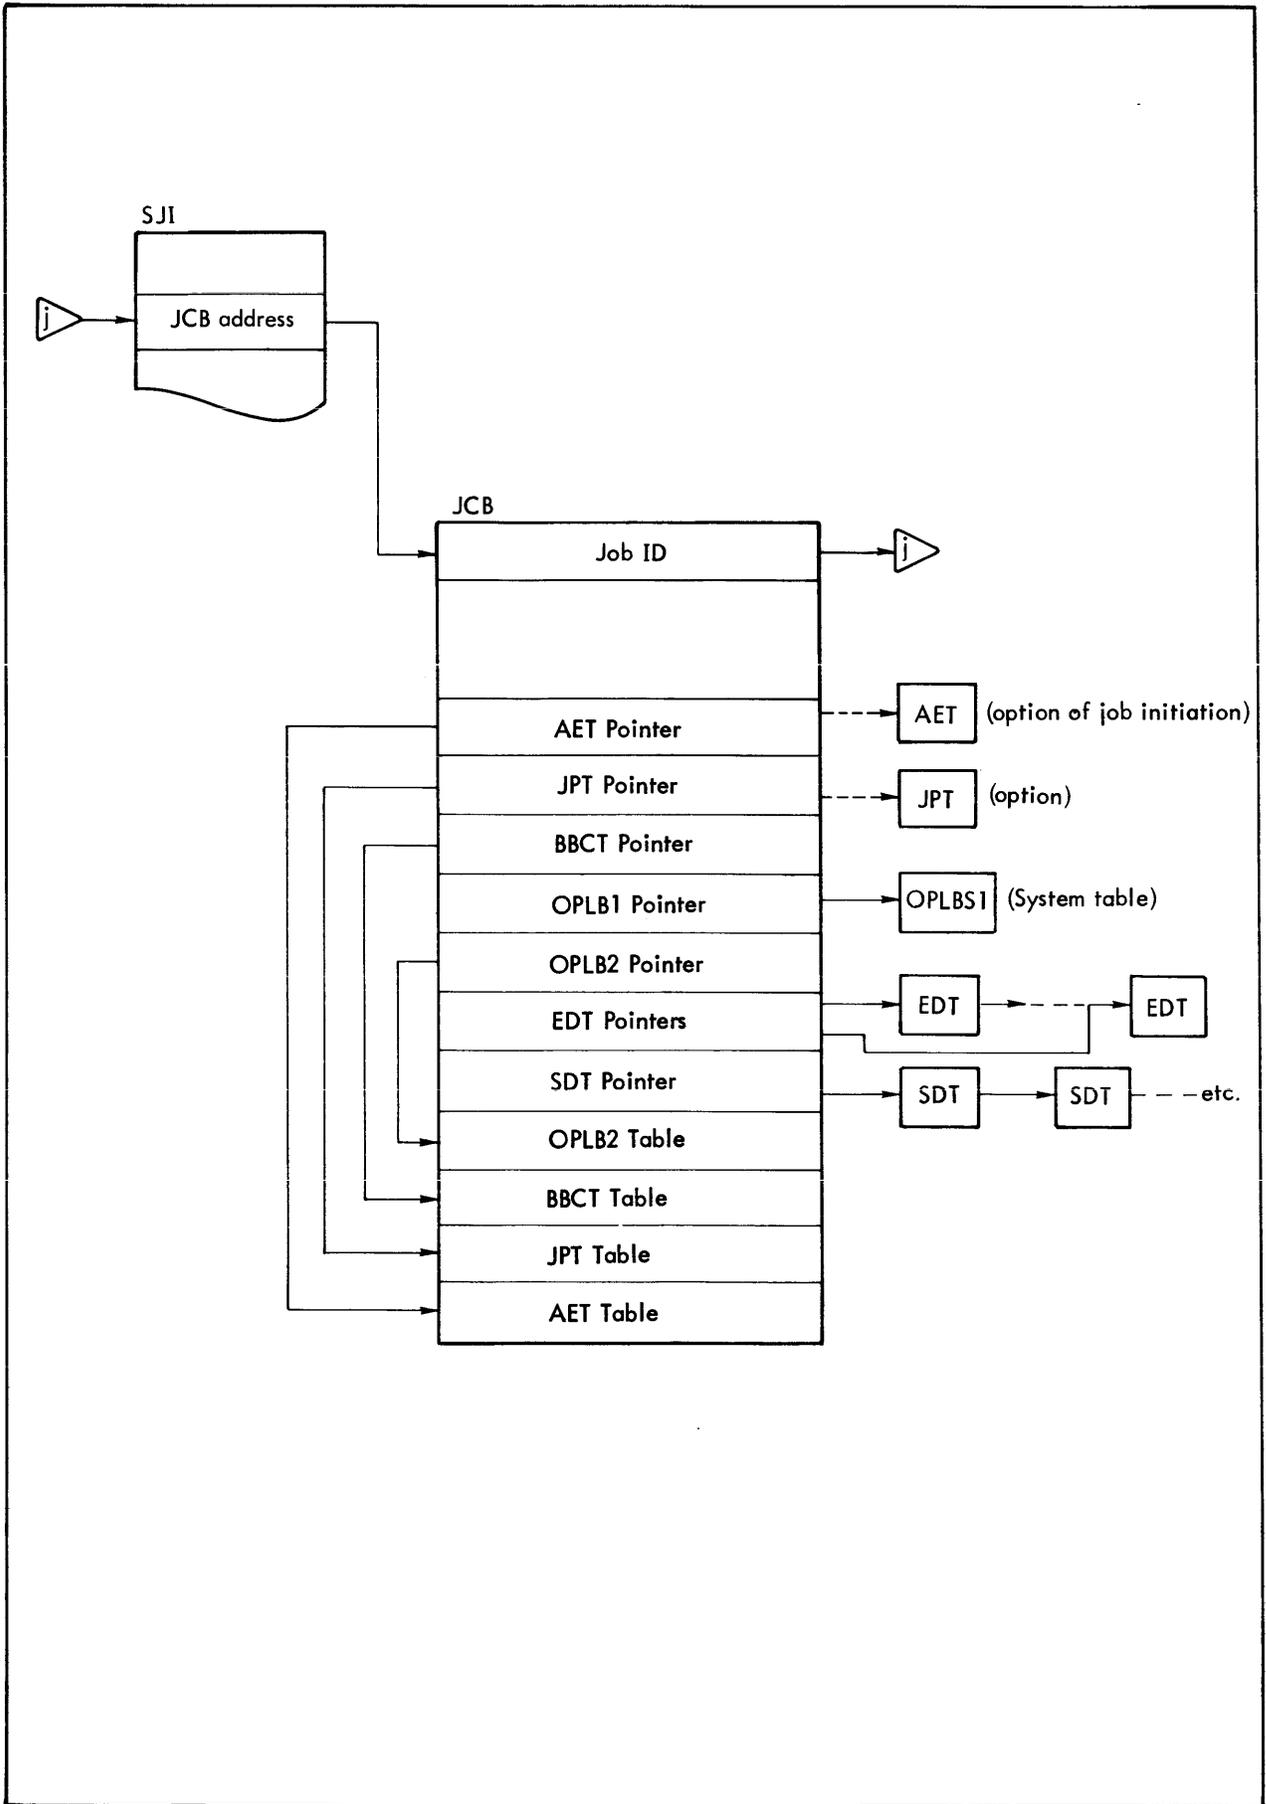 SJI
j
JCB address
JCB
Job ID
j
AET Pointer
AET (option of job initiation)
JPT Pointer
JPT (option)
BBCT Pointer
OPLB1 Pointer
OPLBS1 (System table)
OPLB2 Pointer
EDT Pointers
EDT
EDT
SDT Pointer
SDT
SDT
etc.
OPLB2 Table
BBCT Table
JPT Table
AET Table